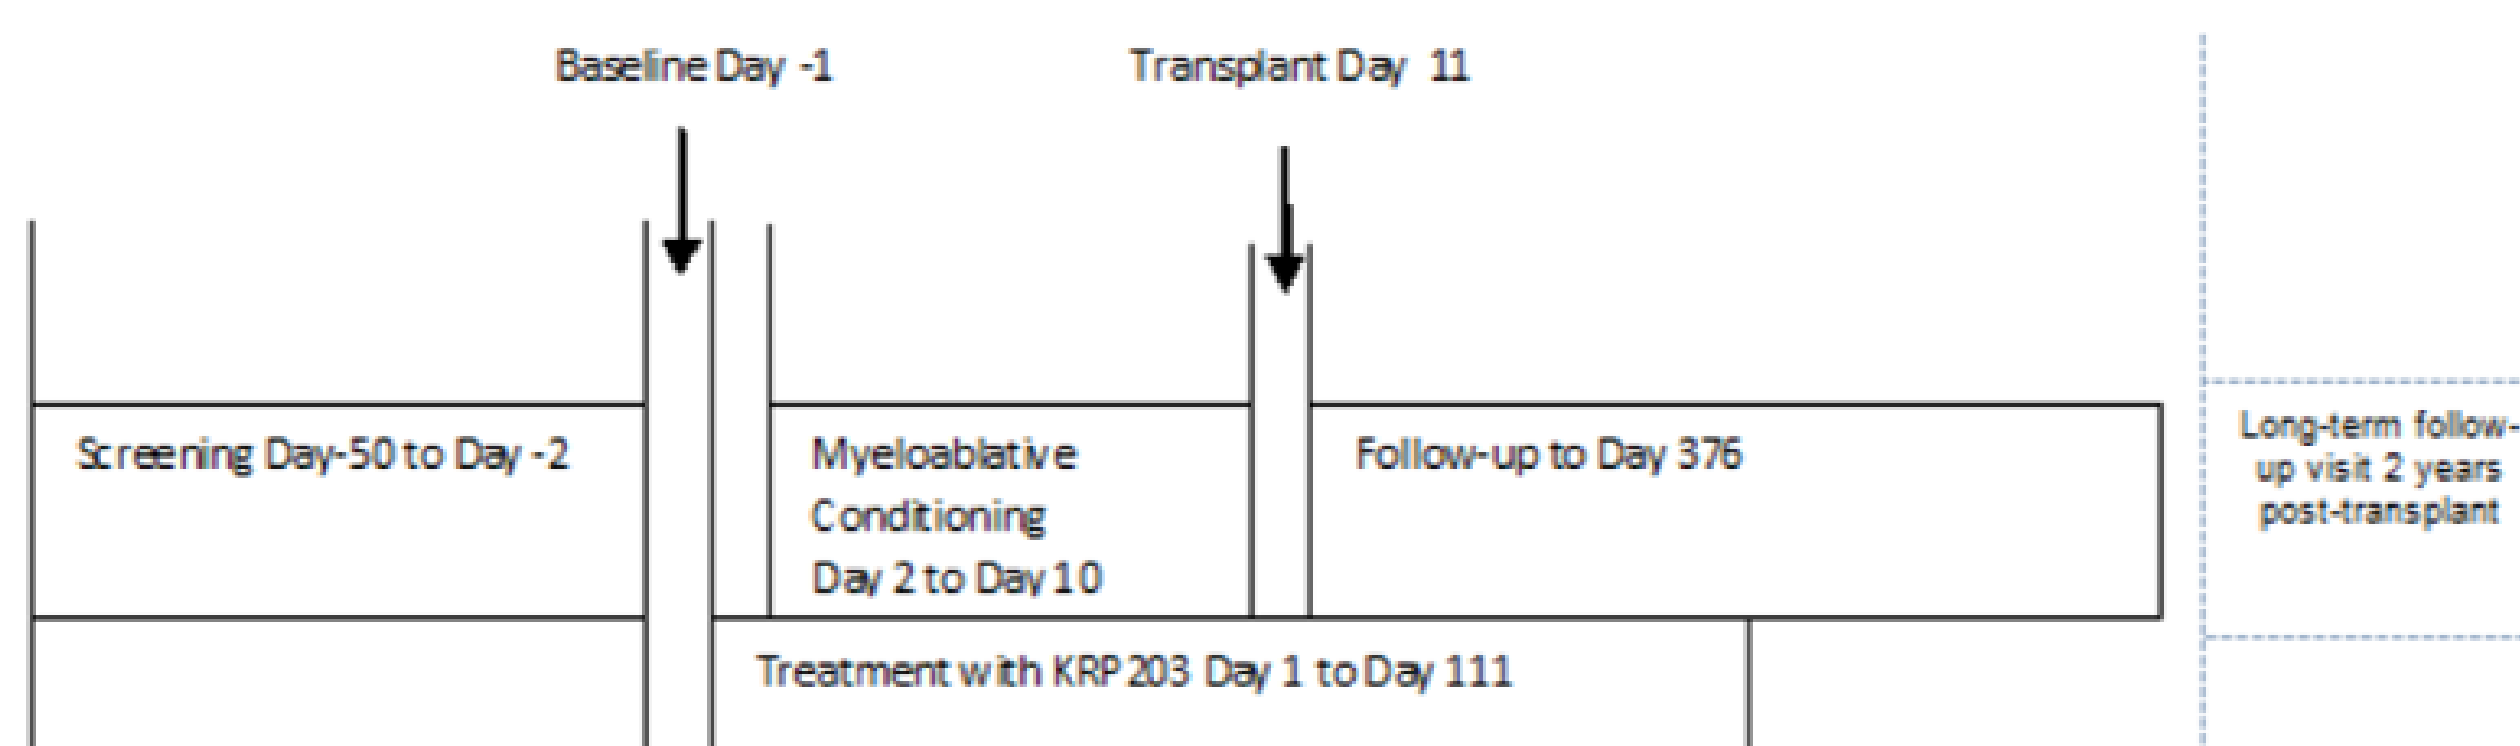 Baseline Day -1
Transplant Day 11
Screening Day-50 to Day -2
Myeloablative
Conditioning
Day 2 to Day 10
Follow-up to Day 376
Long-term follow-
up visit 2 years
post-transplant
Treatment with KRP203 Day 1 to Day 111